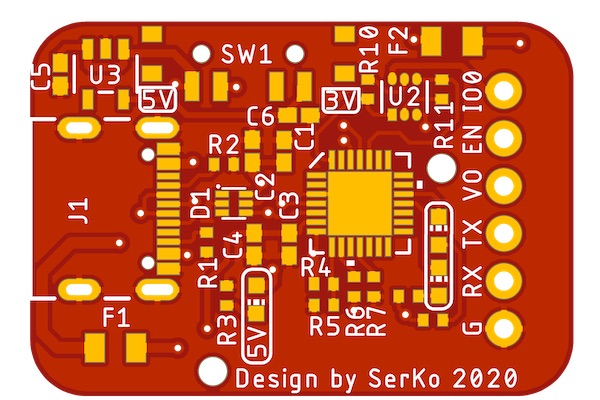 SW1
R10
F2
C5
U3
5V
3V
U2
IO0
C6
C1
R11
EN
R2
VO
J1
D1
C2
C3
TX
C4
R1
R4
RX
F1
R3
R5
R6
R7
G
5V
Design by SerKo 2020